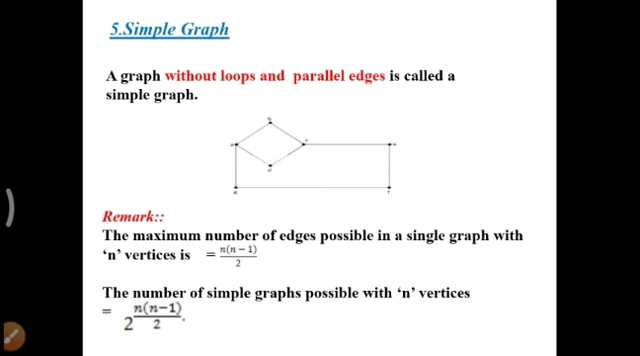 5.Simple Graph
A graph without loops and parallel edges is called a
simple graph.
Remark::
The maximum number of edges possible in a single graph with
‘n’ vertices is = n(n−1)/2
The number of simple graphs possible with ‘n’ vertices
= 2^(n(n−1)/2).